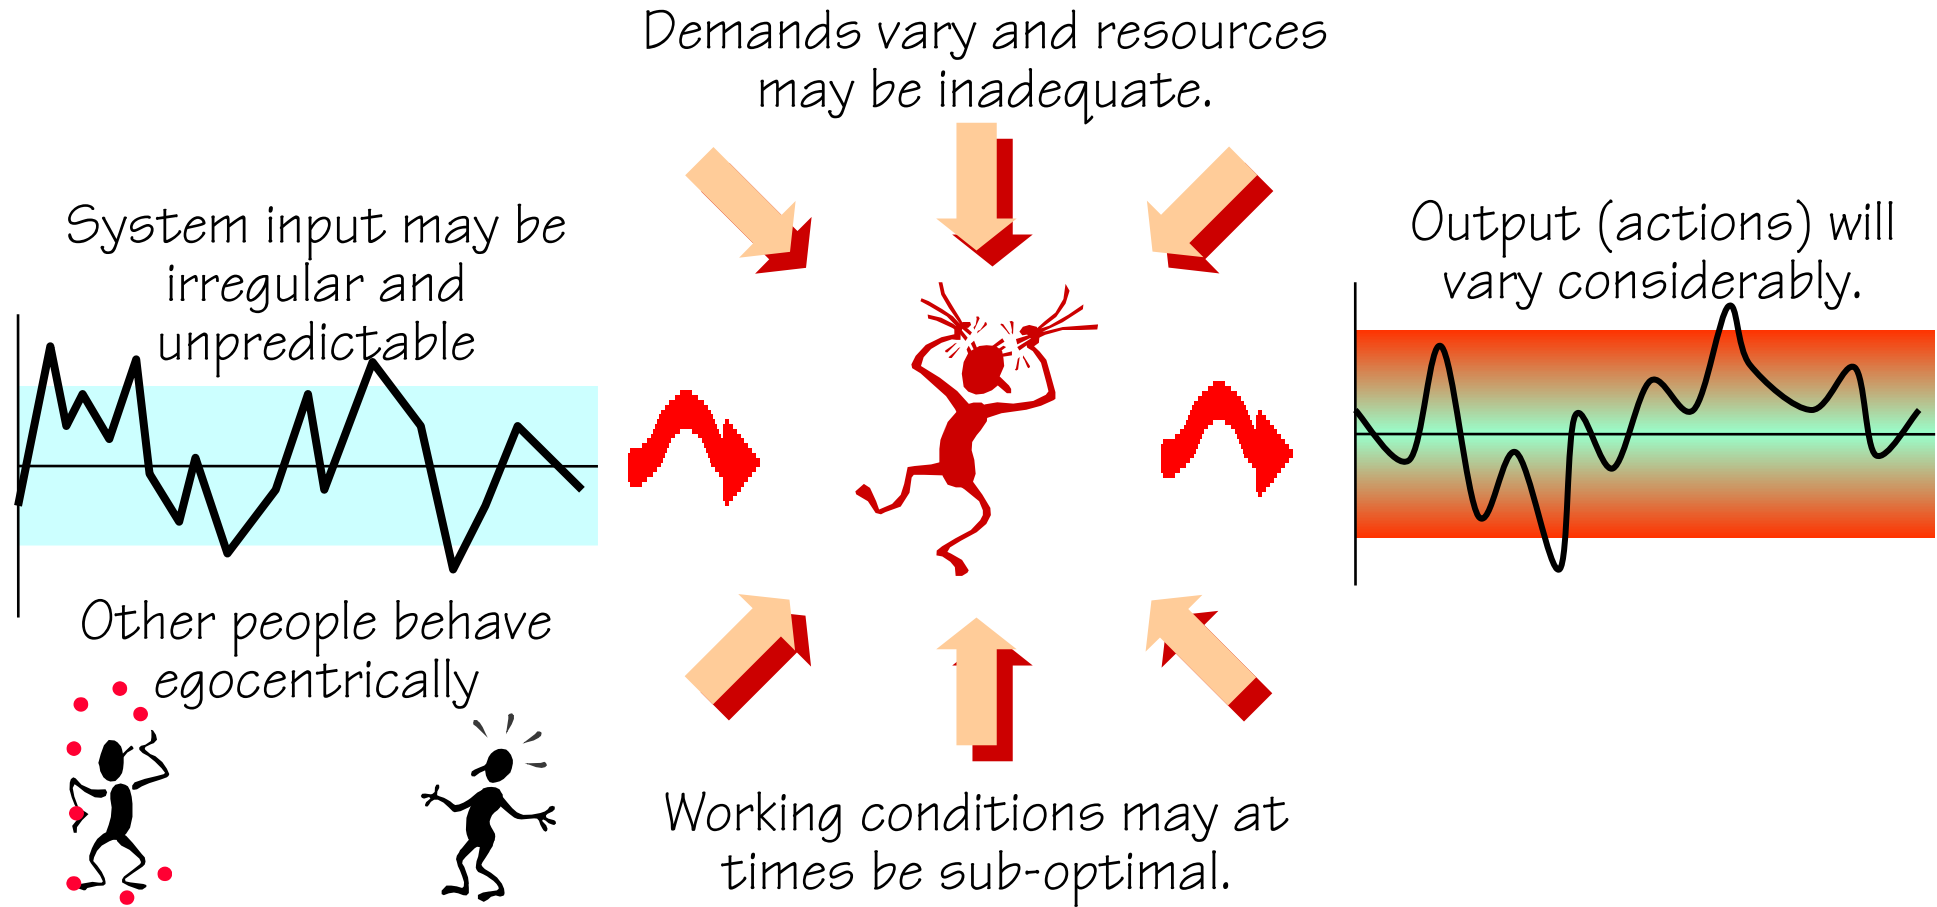 Demands vary and resources
may be inadequate.
System input may be
irregular and
unpredictable
Output (actions) will
vary considerably.
Other people behave
egocentrically
Working conditions may at
times be sub-optimal.